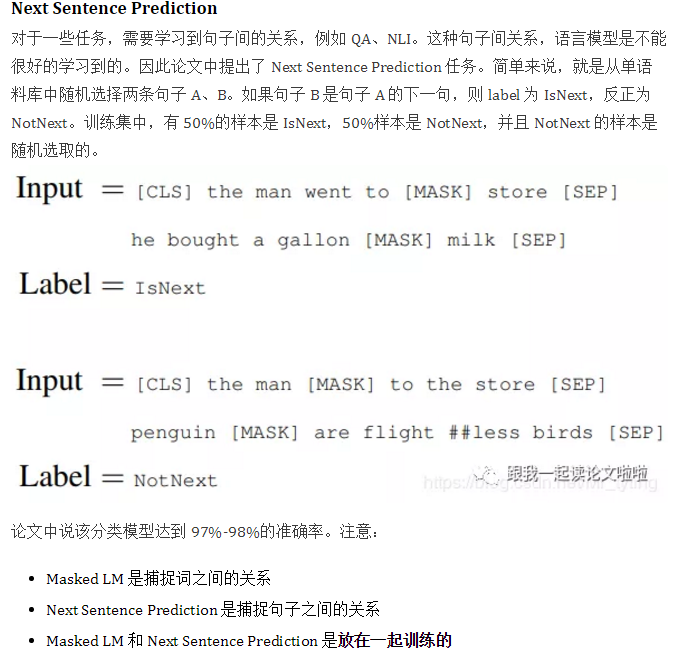 Next Sentence Prediction
对于一些任务，需要学习到句子间的关系，例如 QA、NLI。这种句子间关系，语言模型是不能
很好的学习到的。因此论文中提出了 Next Sentence Prediction 任务。简单来说，就是从单语
料库中随机选择两条句子 A、B。如果句子 B 是句子 A 的下一句，则 label 为 IsNext，反正为
NotNext。训练集中，有 50%的样本是 IsNext，50%样本是 NotNext，并且 NotNext 的样本是
随机选取的。
Input = [CLS] the man went to [MASK] store [SEP]
he bought a gallon [MASK] milk [SEP]
Label = IsNext
Input = [CLS] the man [MASK] to the store [SEP]
penguin [MASK] are flight ##less birds [SEP]
Label = NotNext
跟我一起读论文啦啦
论文中说该分类模型达到 97%-98%的准确率。注意：
• Masked LM 是捕捉词之间的关系
• Next Sentence Prediction 是捕捉句子之间的关系
• Masked LM 和 Next Sentence Prediction 是放在一起训练的